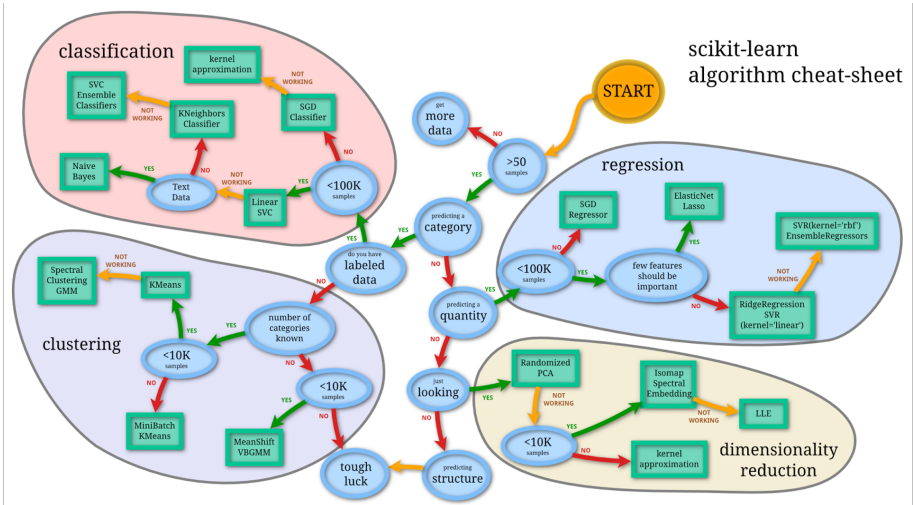 scikit-learn
algorithm cheat-sheet
START
get
more
data
NO
>50
samples
YES
predicting a
category
YES
NO
do you have
labeled
data
YES
NO
predicting a
quantity
YES
NO
just
looking
YES
NO
predicting
structure
tough
luck
classification
kernel
approximation
NOT
WORKING
SGD
Classifier
NO
<100K
samples
YES
Linear
SVC
NOT
WORKING
Text
Data
YES
NO
Naive
Bayes
KNeighbors
Classifier
NOT
WORKING
SVC
Ensemble
Classifiers
clustering
number of
categories
known
YES
NO
<10K
samples
YES
NO
KMeans
NOT
WORKING
Spectral
Clustering
GMM
MiniBatch
KMeans
<10K
samples
YES
NO
MeanShift
VBGMM
regression
<100K
samples
NO
YES
SGD
Regressor
few features
should be
important
YES
NO
ElasticNet
Lasso
RidgeRegression
SVR
(kernel='linear')
NOT
WORKING
SVR(kernel='rbf')
EnsembleRegressors
dimensionality
reduction
Randomized
PCA
NOT
WORKING
<10K
samples
YES
NO
Isomap
Spectral
Embedding
NOT
WORKING
LLE
kernel
approximation